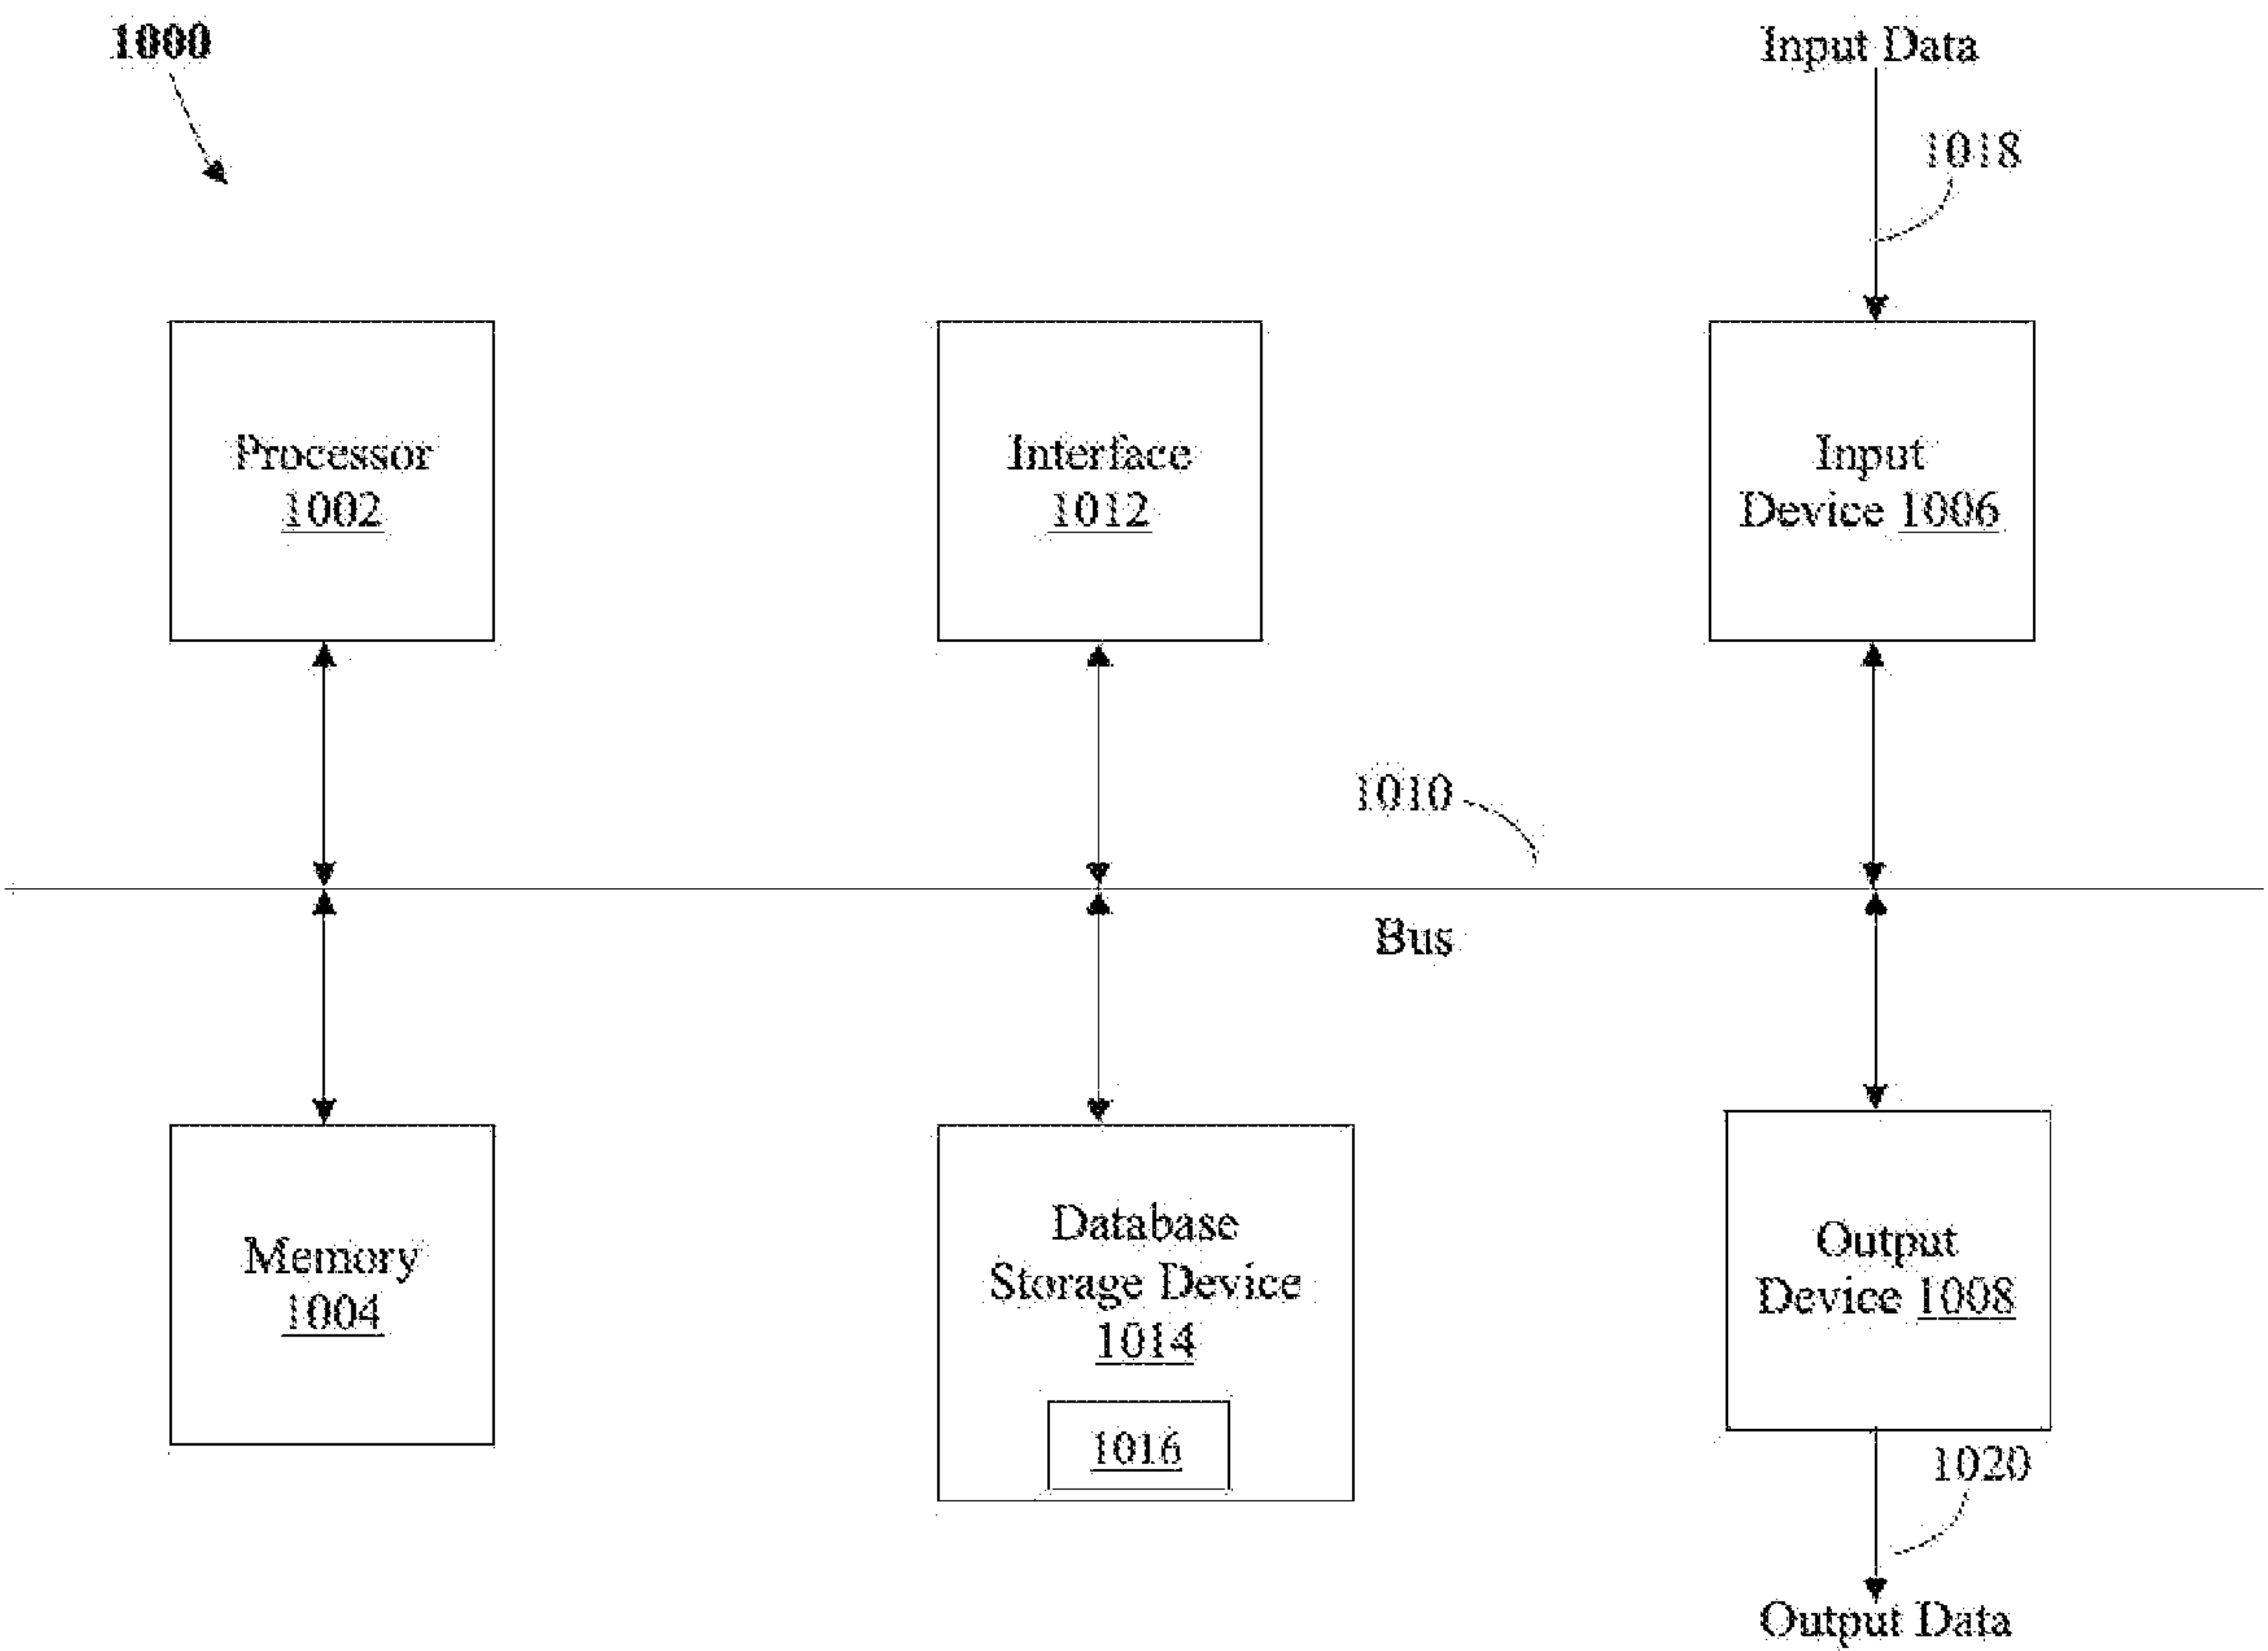 1000
Input Data
1018
Processor
1002
Interface
1012
Input
Device 1006
1010
Bus
Memory
1004
Database
Storage Device
1014
1016
Output
Device 1008
1020
Output Data